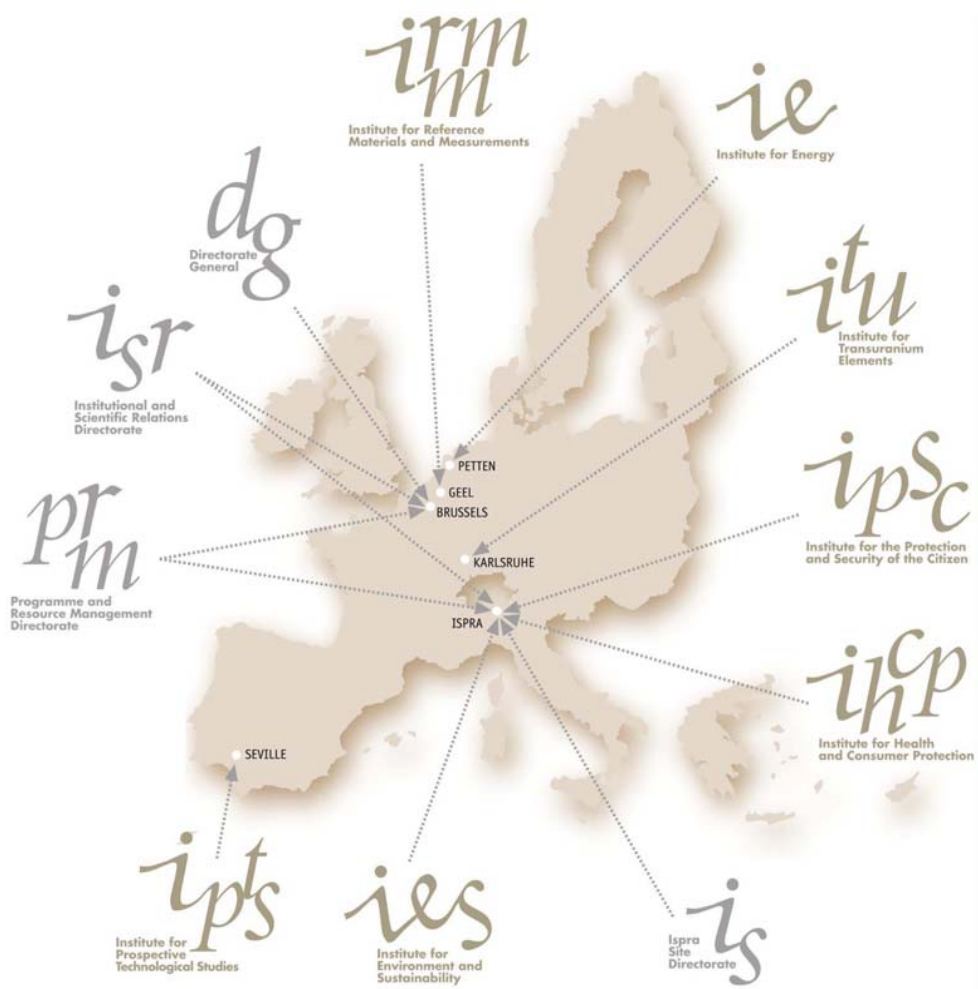 irmm
Institute for Reference
Materials and Measurements
ie
Institute for Energy
dg
Directorate
General
itu
Institute for
Transuranium
Elements
isr
Institutional and
Scientific Relations
Directorate
PETTEN
GEEL
BRUSSELS
ipsc
Institute for the Protection
and Security of the Citizen
prm
Programme and
Resource Management
Directorate
KARLSRUHE
ISPRA
ihcp
Institute for Health
and Consumer Protection
SEVILLE
ipts
Institute for
Prospective
Technological Studies
ies
Institute for
Environment and
Sustainability
is
Ispra
Site
Directorate